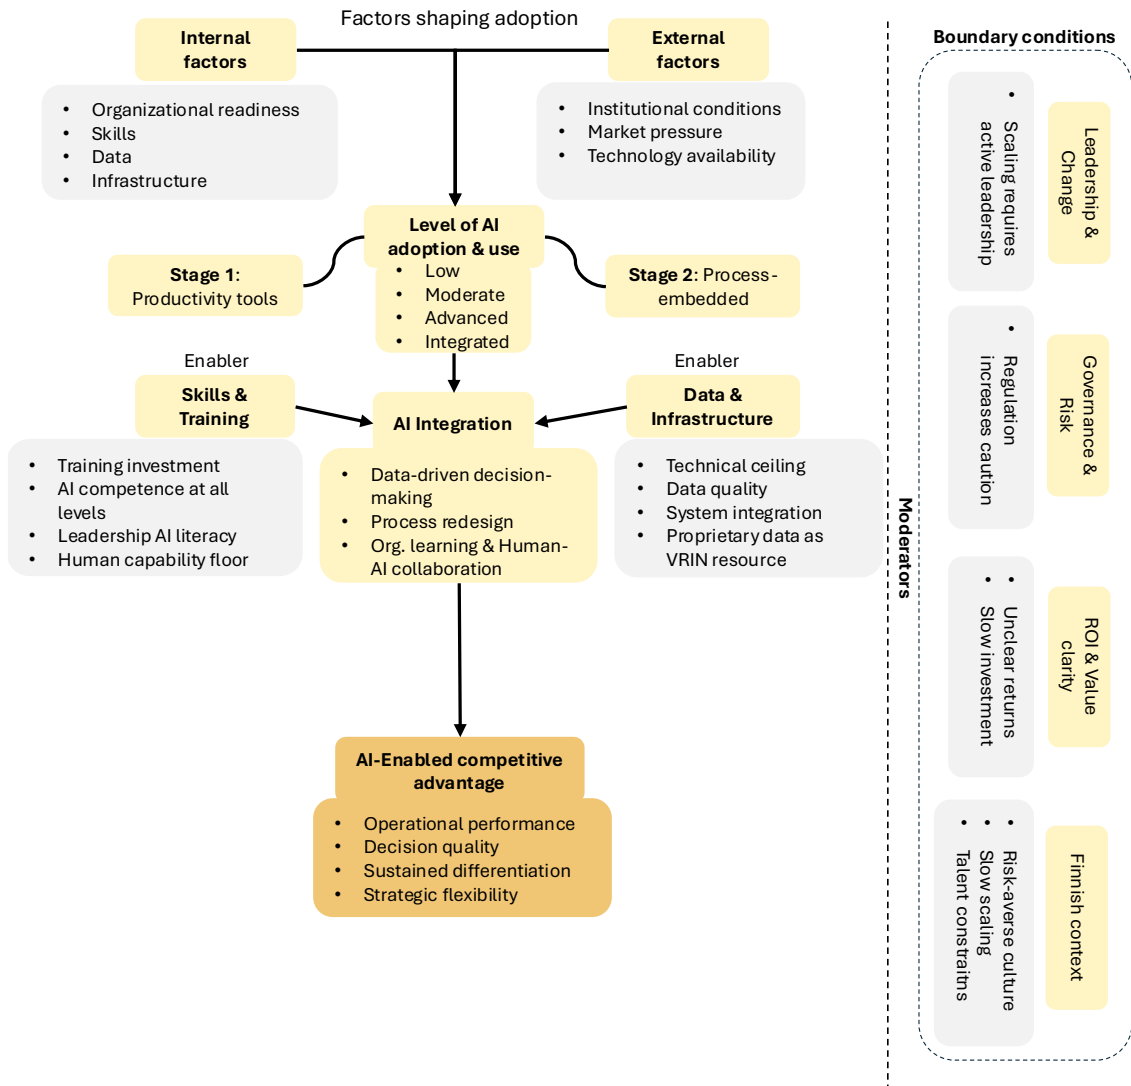 Factors shaping adoption
Internal
factors
External
factors
• Organizational readiness
• Skills
• Data
• Infrastructure
• Institutional conditions
• Market pressure
• Technology availability
Level of AI
adoption & use
• Low
• Moderate
• Advanced
• Integrated
Stage 1:
Productivity tools
Stage 2: Process-
embedded
Enabler
Skills &
Training
• Training investment
• AI competence at all
levels
• Leadership AI literacy
• Human capability floor
AI Integration
• Data-driven decision-
making
• Process redesign
• Org. learning & Human-
AI collaboration
Enabler
Data &
Infrastructure
• Technical ceiling
• Data quality
• System integration
• Proprietary data as
VRIN resource
AI-Enabled competitive
advantage
• Operational performance
• Decision quality
• Sustained differentiation
• Strategic flexibility
Moderators
Boundary conditions
Leadership &
Change
• Scaling requires
active leadership
Governance &
Risk
• Regulation
increases caution
ROI & Value
clarity
• Unclear returns
• Slow investment
Finnish context
• Risk-averse culture
• Slow scaling
• Talent constraitns